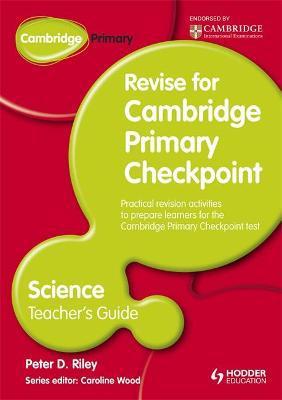 Cambridge Primary
ENDORSED BY
CAMBRIDGE
International Examinations
Revise for
Cambridge
Primary
Checkpoint
Practical revision activities
to prepare learners for the
Cambridge Primary Checkpoint test
Science
Teacher's Guide
Peter D. Riley
Series editor: Caroline Wood
HODDER
EDUCATION